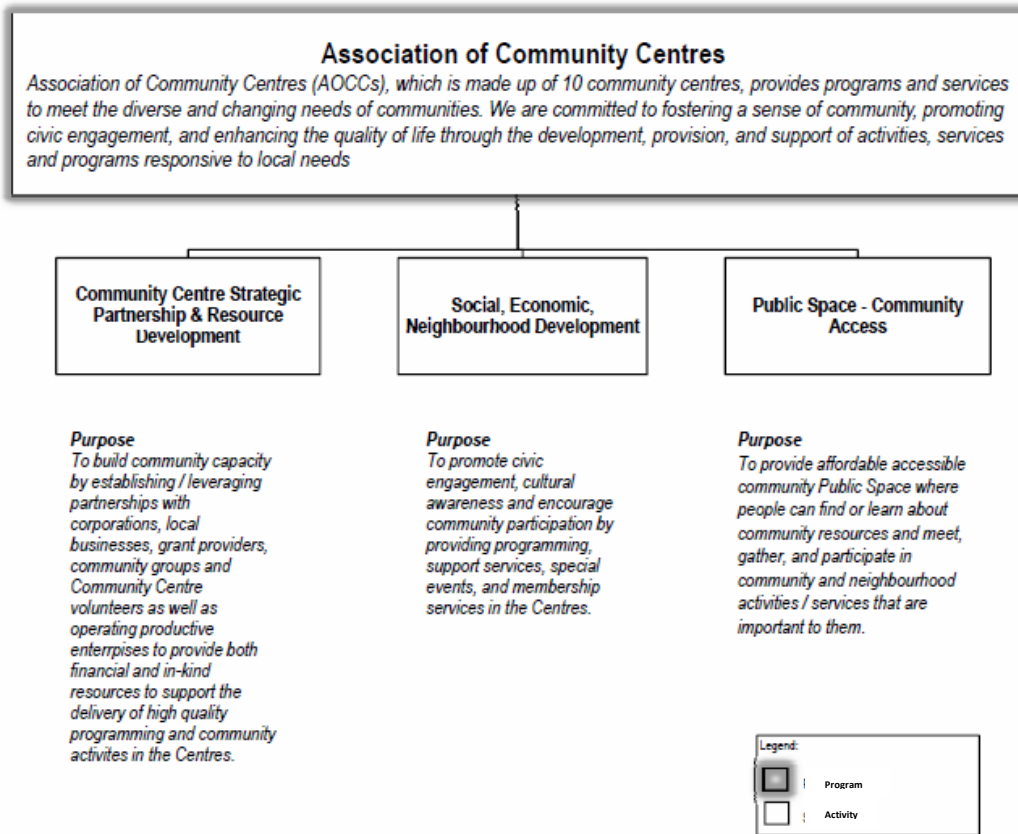 Association of Community Centres
Association of Community Centres (AOCCs), which is made up of 10 community centres, provides programs and services
to meet the diverse and changing needs of communities. We are committed to fostering a sense of community, promoting
civic engagement, and enhancing the quality of life through the development, provision, and support of activities, services
and programs responsive to local needs
Community Centre Strategic
Partnership & Resource
Development
Social, Economic,
Neighbourhood Development
Public Space - Community
Access
Purpose
To build community capacity
by establishing / leveraging
partnerships with
corporations, local
businesses, grant providers,
community groups and
Community Centre
volunteers as well as
operating productive
enterrpises to provide both
financial and in-kind
resources to support the
delivery of high quality
programming and community
activites in the Centres.
Purpose
To promote civic
engagement, cultural
awareness and encourage
community participation by
providing programming,
support services, special
events, and membership
services in the Centres.
Purpose
To provide affordable accessible
community Public Space where
people can find or learn about
community resources and meet,
gather, and participate in
community and neighbourhood
activities / services that are
important to them.
Legend:
Program
Activity